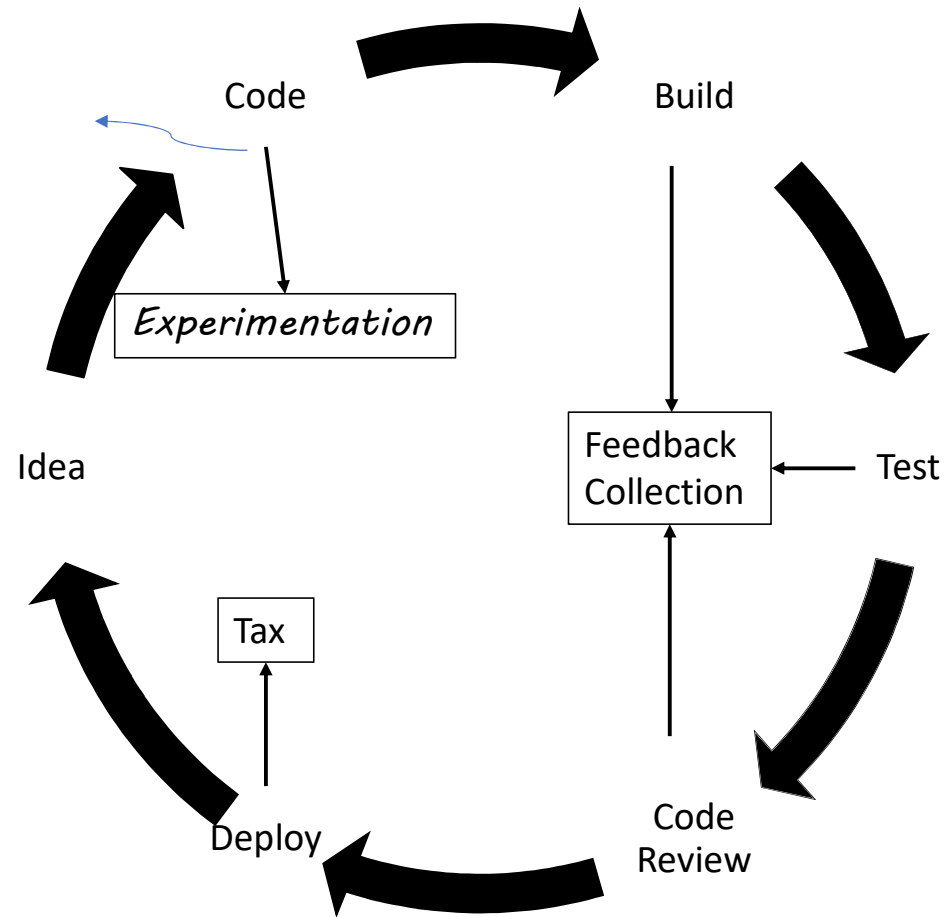 Code
Build
Experimentation
Feedback
Collection
Idea
Test
Tax
Deploy
Code
Review